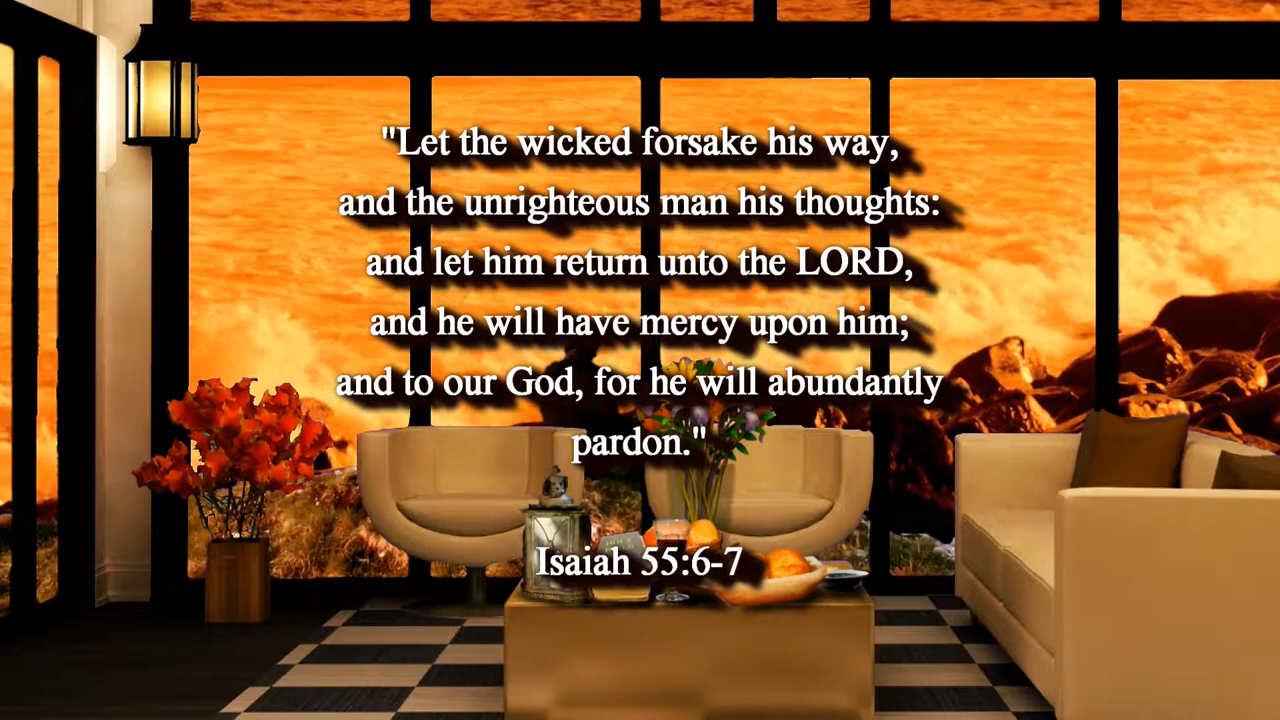 "Let the wicked forsake his way,
and the unrighteous man his thoughts:
and let him return unto the LORD,
and he will have mercy upon him;
and to our God, for he will abundantly
pardon."
Isaiah 55:6-7